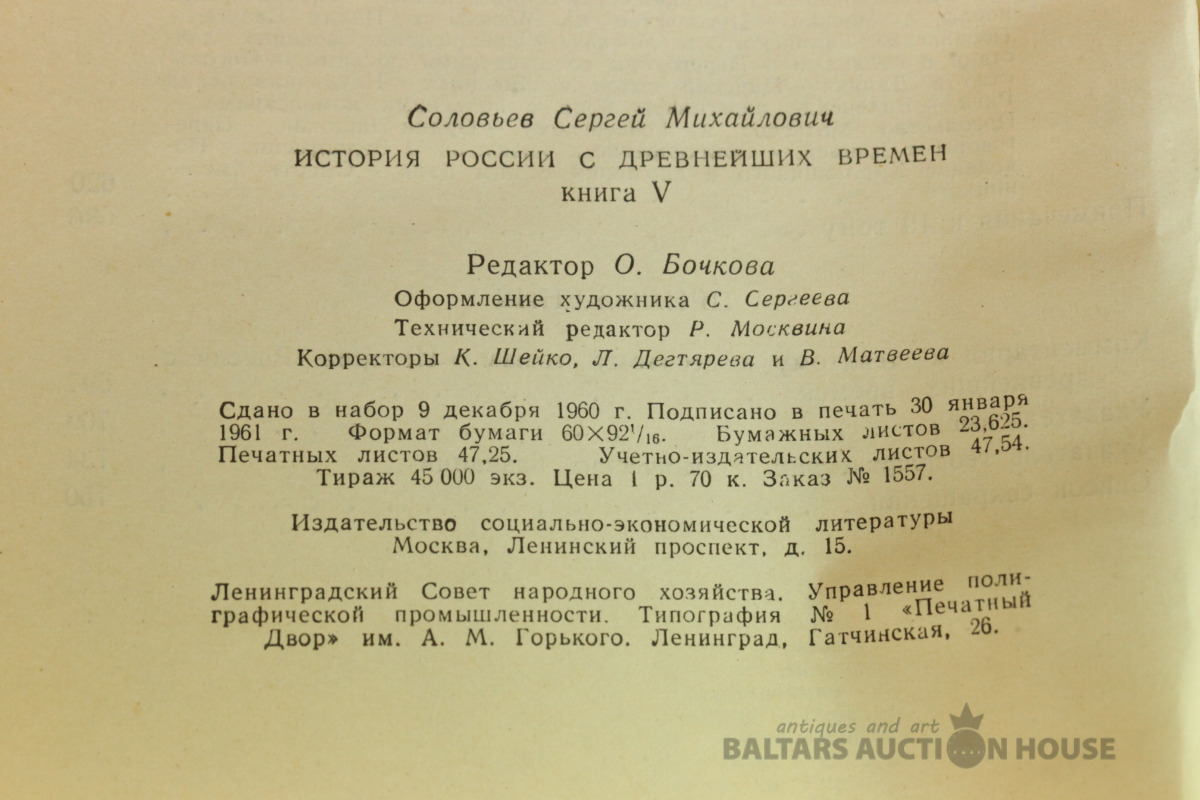 Соловьев Сергей Михайлович
ИСТОРИЯ РОССИИ С ДРЕВНЕЙШИХ ВРЕМЕН
книга V
Редактор О. Бочкова
Оформление художника С. Сергеева
Технический редактор Р. Москвина
Корректоры К. Шейко, Л. Дегтярева и В. Матвеева
Сдано в набор 9 декабря 1960 г. Подписано в печать 30 января
1961 г. Формат бумаги 60×92¹/₁₆. Бумажных листов 23,625.
Печатных листов 47,25. Учетно-издательских листов 47,54.
Тираж 45 000 экз. Цена 1 р. 70 к. Заказ № 1557.
Издательство социально-экономической литературы
Москва, Ленинский проспект, д. 15.
Ленинградский Совет народного хозяйства. Управление поли-
графической промышленности. Типография № 1 «Печатный
Двор» им. А. М. Горького. Ленинград, Гатчинская, 26.
antiques and art
BALTARS AUCTION HOUSE